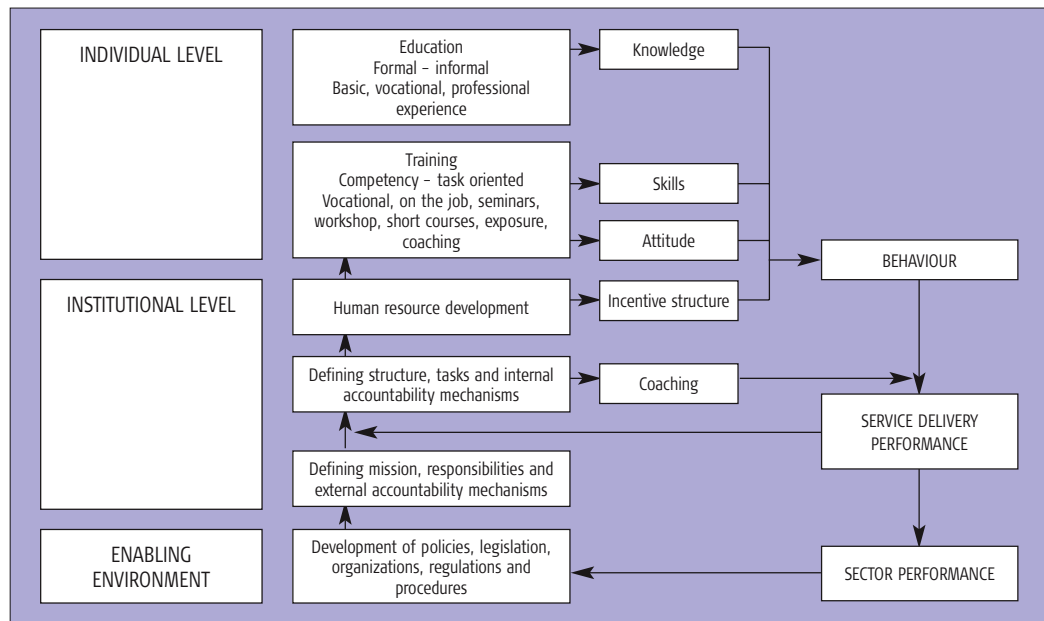 INDIVIDUAL LEVEL
Education
Formal – informal
Basic, vocational, professional
experience
Knowledge
Training
Competency – task oriented
Vocational, on the job, seminars,
workshop, short courses, exposure,
coaching
Skills
Attitude
BEHAVIOUR
INSTITUTIONAL LEVEL
Human resource development
Incentive structure
Defining structure, tasks and internal
accountability mechanisms
Coaching
SERVICE DELIVERY
PERFORMANCE
Defining mission, responsibilities and
external accountability mechanisms
ENABLING
ENVIRONMENT
Development of policies, legislation,
organizations, regulations and
procedures
SECTOR PERFORMANCE